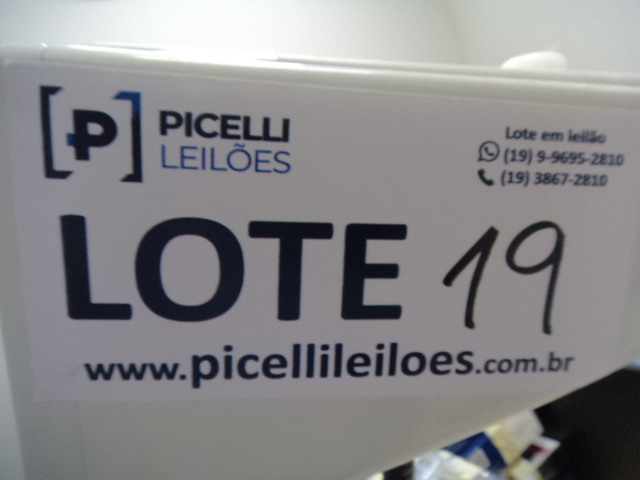 PICELLI
LEILÕES
Lote em leilão
(19) 9-9695-2810
(19) 3867-2810
LOTE 19
www.picellileiloes.com.br